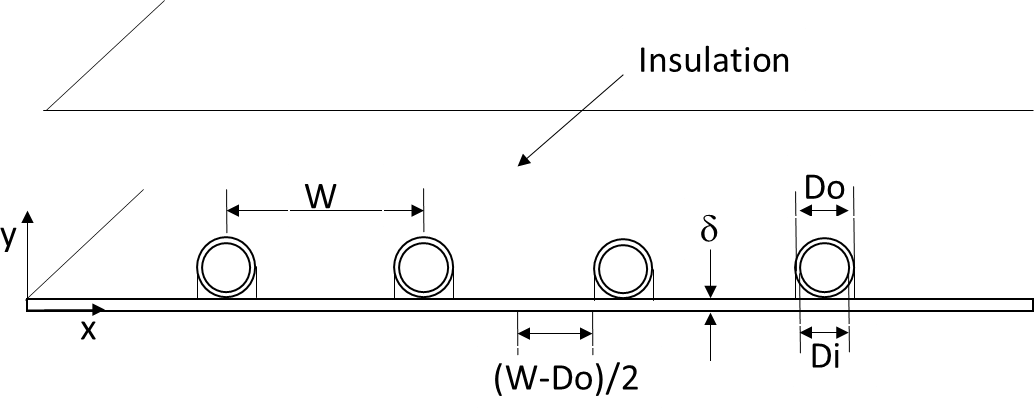 Insulation
W
Do
y
δ
x
Di
(W-Do)/2